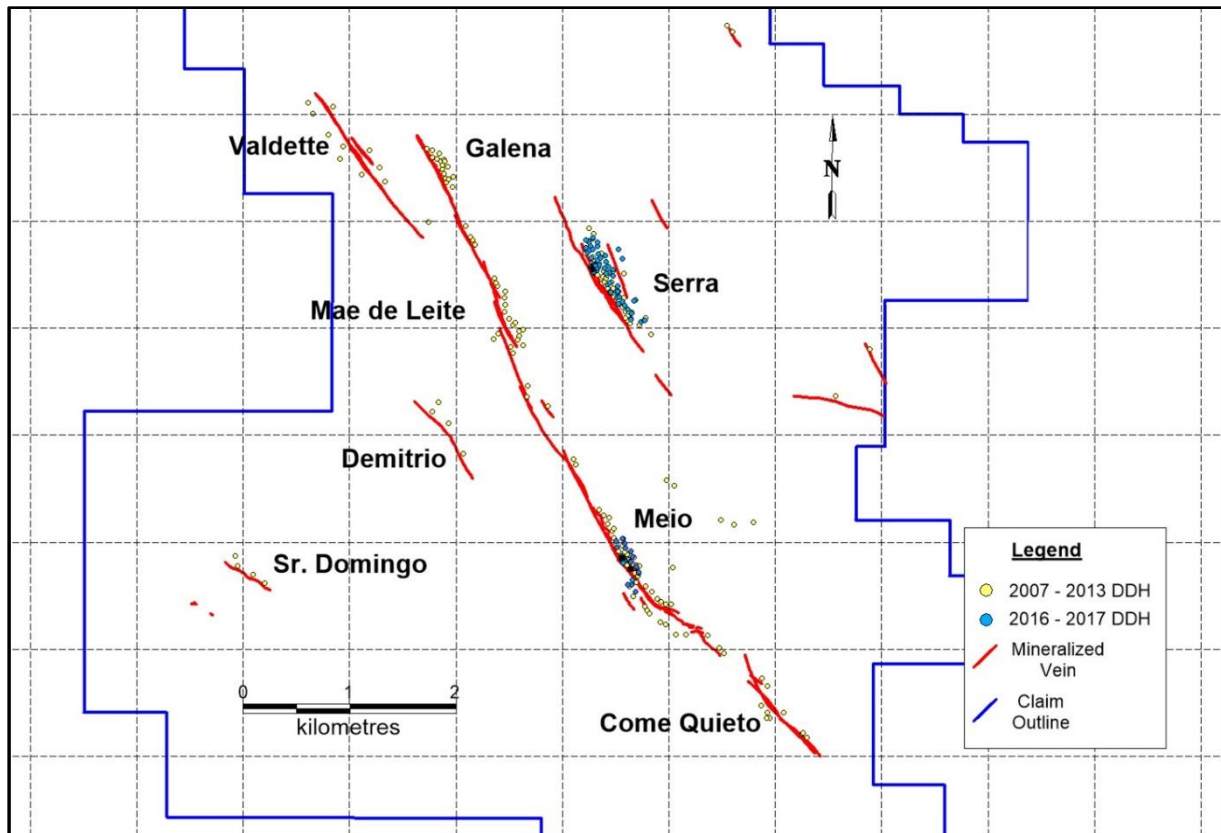 Valdette
Galena
N
Serra
Mae de Leite
Demitrio
Meio
Sr. Domingo
Legend
2007 - 2013 DDH
2016 - 2017 DDH
Mineralized
Vein
Claim
Outline
0 1 2
kilometres
Come Quieto